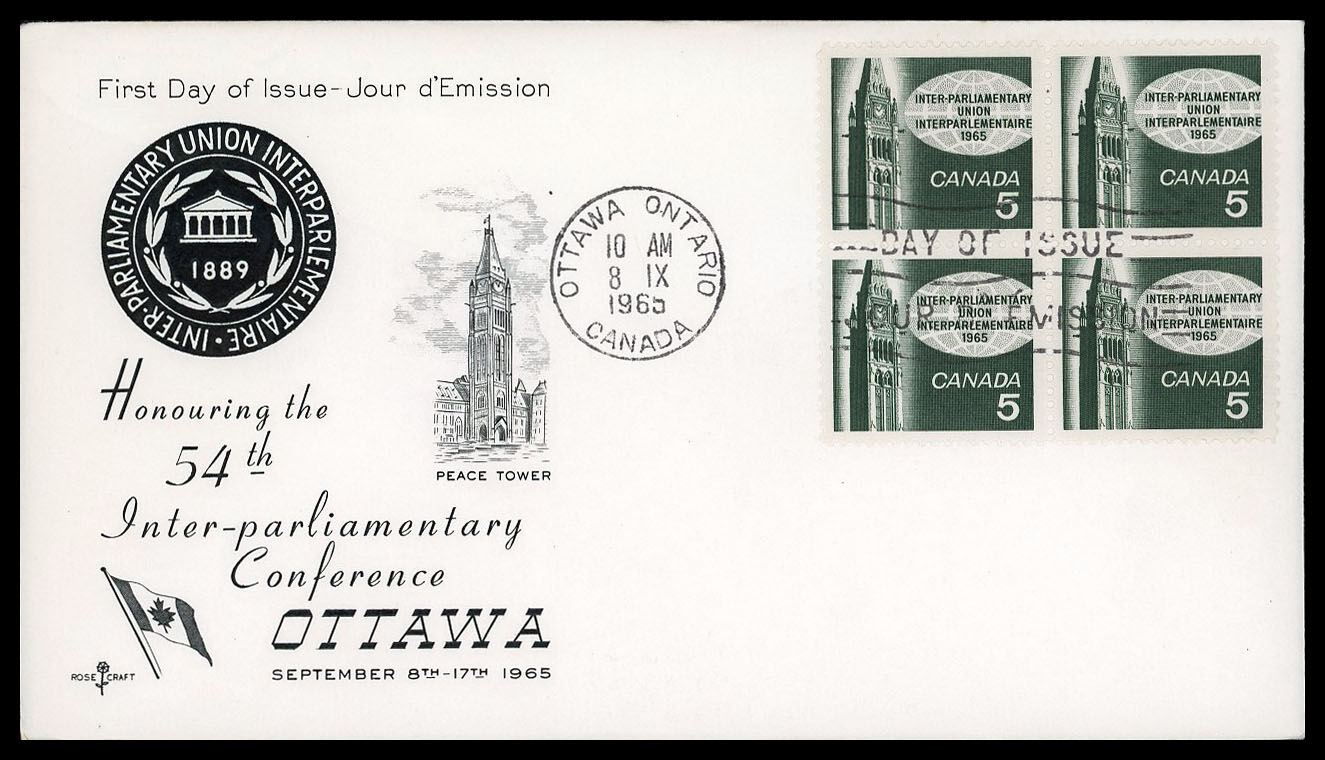 First Day of Issue-Jour d'Emission
INTER-PARLIAMENTARY UNION INTERPARLEMENTAIRE
1889
Honouring the
54th
Inter-parliamentary
Conference
OTTAWA
SEPTEMBER 8TH-17TH 1965
ROSE CRAFT
PEACE TOWER
OTTAWA ONTARIO
10 AM
8 IX
1965
CANADA
INTER-PARLIAMENTARY
UNION
INTERPARLEMENTAIRE
1965
CANADA
5
INTER-PARLIAMENTARY
UNION
INTERPARLEMENTAIRE
1965
CANADA
5
DAY OF ISSUE
INTER-PARLIAMENTARY
UNION
INTERPARLEMENTAIRE
1965
CANADA
5
INTER-PARLIAMENTARY
UNION
INTERPARLEMENTAIRE
1965
CANADA
5